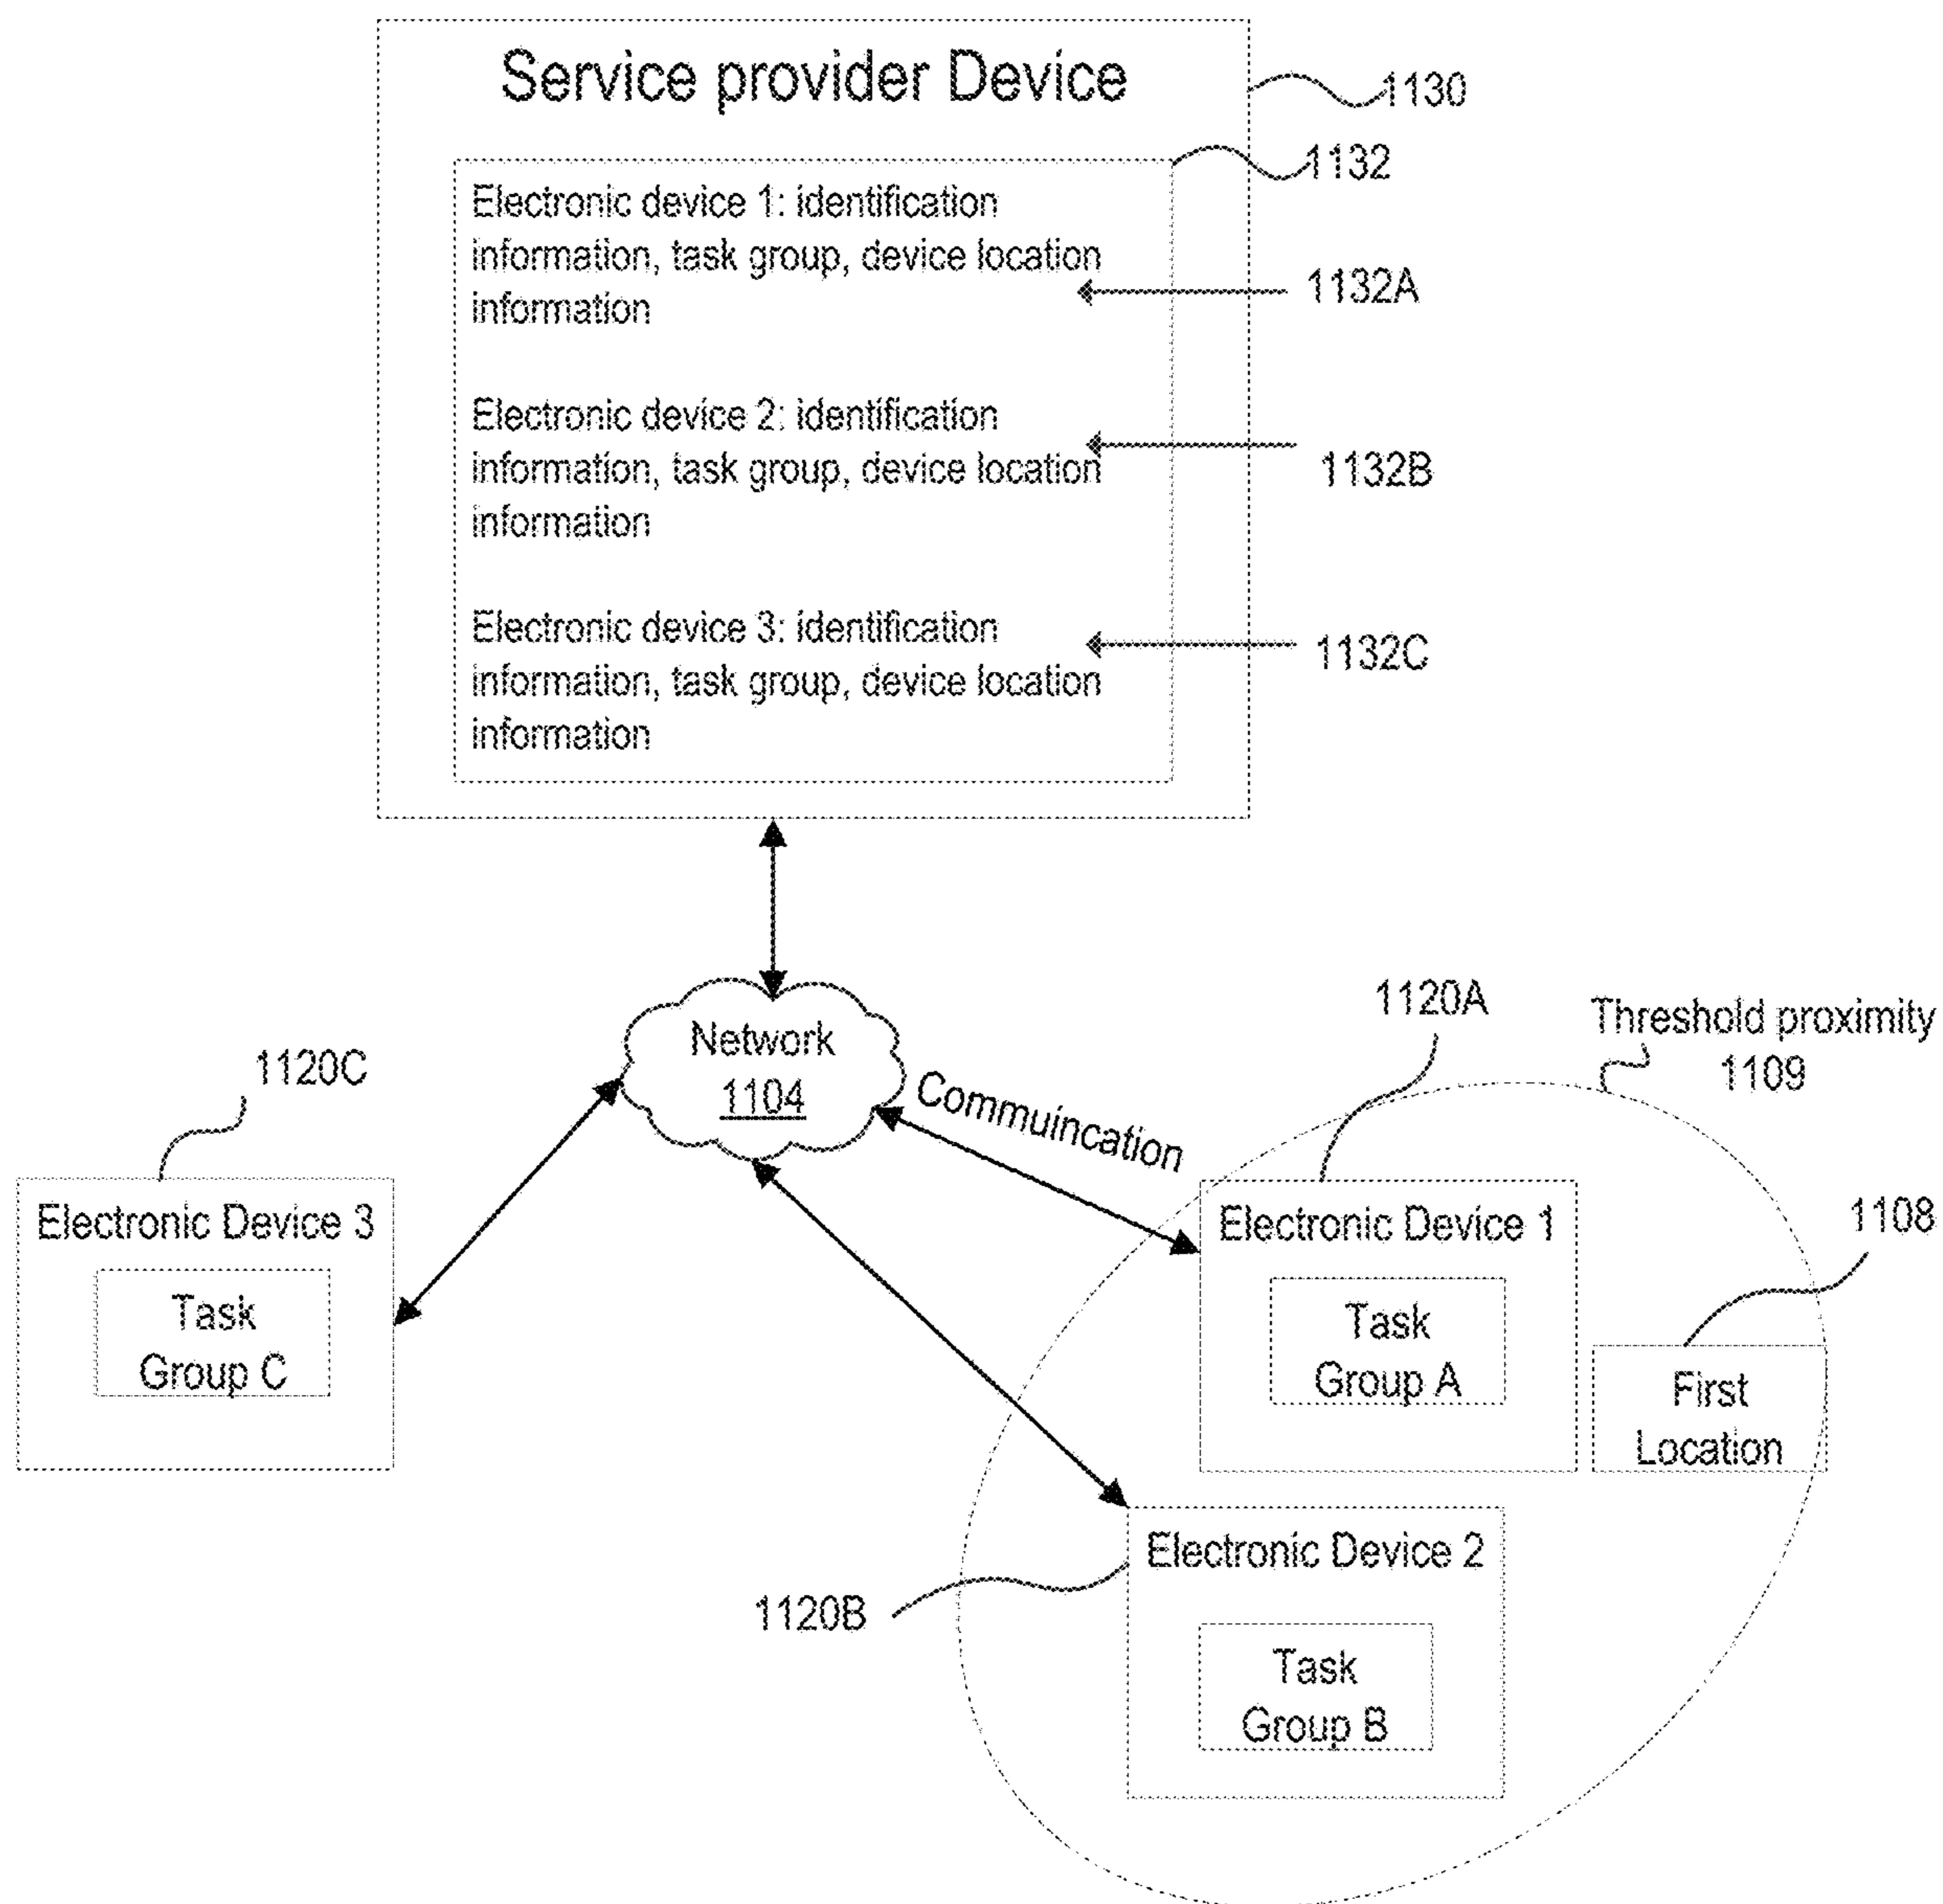 Service provider Device
1130
1132
Electronic device 1: identification
information, task group, device location
information
1132A
Electronic device 2: identification
information, task group, device location
information
1132B
Electronic device 3: identification
information, task group, device location
information
1132C
Network
1104
Commuincation
1120A
Threshold proximity
1109
1120C
Electronic Device 3
Task
Group C
Electronic Device 1
Task
Group A
1108
First
Location
Electronic Device 2
1120B
Task
Group B